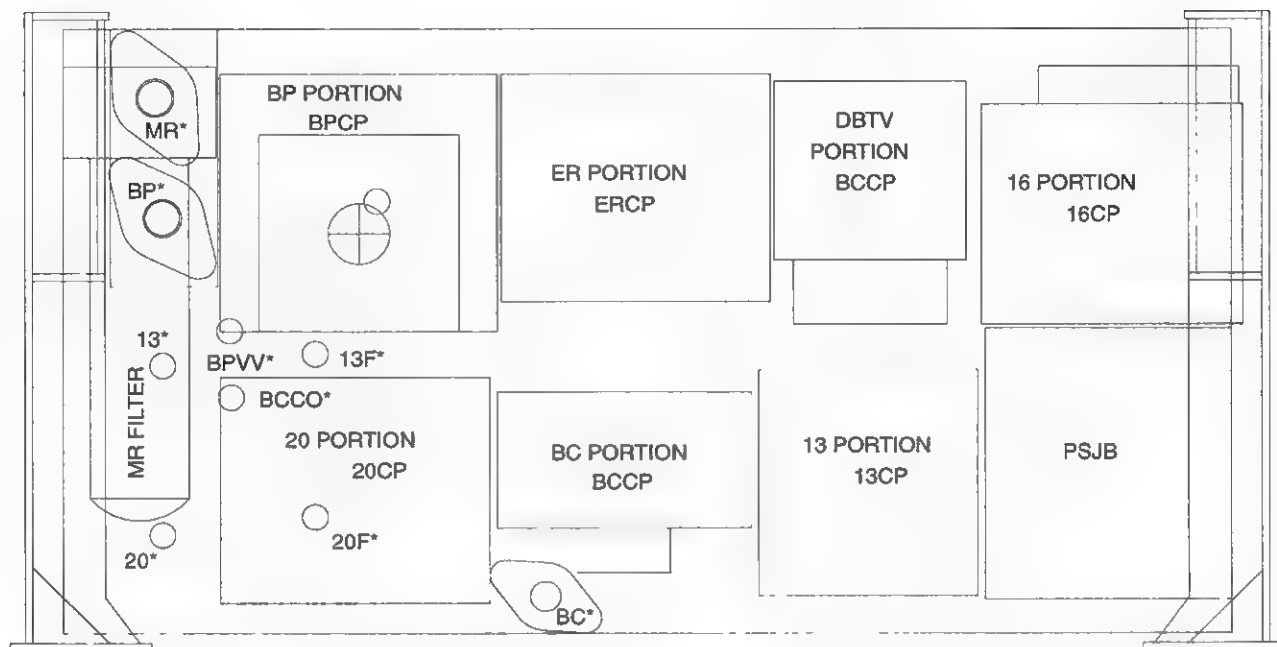 MR*
BP PORTION
BPCP
BP*
ER PORTION
ERCP
DBTV
PORTION
BCCP
16 PORTION
16CP
13*
BPVV*
13F*
BCCO*
MR FILTER
20 PORTION
20CP
BC PORTION
BCCP
13 PORTION
13CP
PSJB
20*
20F*
BC*